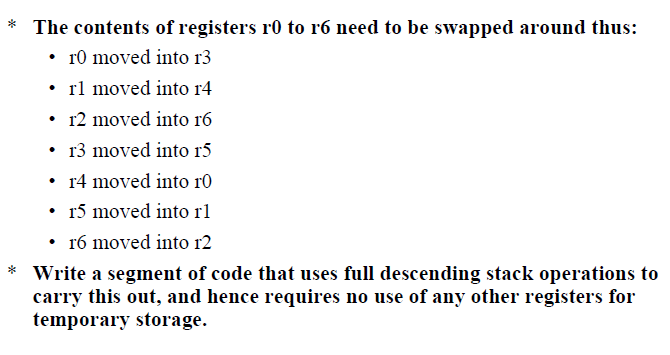 * The contents of registers r0 to r6 need to be swapped around thus:
• r0 moved into r3
• r1 moved into r4
• r2 moved into r6
• r3 moved into r5
• r4 moved into r0
• r5 moved into r1
• r6 moved into r2
* Write a segment of code that uses full descending stack operations to
carry this out, and hence requires no use of any other registers for
temporary storage.